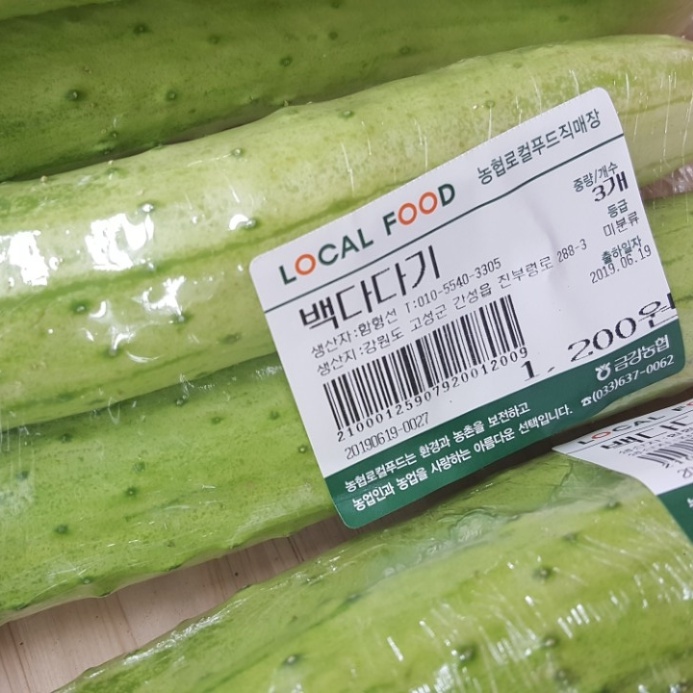 LOCAL FOOD 농협로컬푸드직매장
백다다기
중량/개수
3개
등급
미분류
출하일자
2019.06.19
생산자:함형선 T:010-5540-3305
생산지:강원도 고성군 간성읍 진부령로 288-3
21000125907920012009
20190619-0027
1,200원
금강농협
☎(033)637-0062
농협로컬푸드는 환경과 농촌을 보전하고
농업인과 농업을 사랑하는 아름다운 선택입니다.
LOCAL FOOD